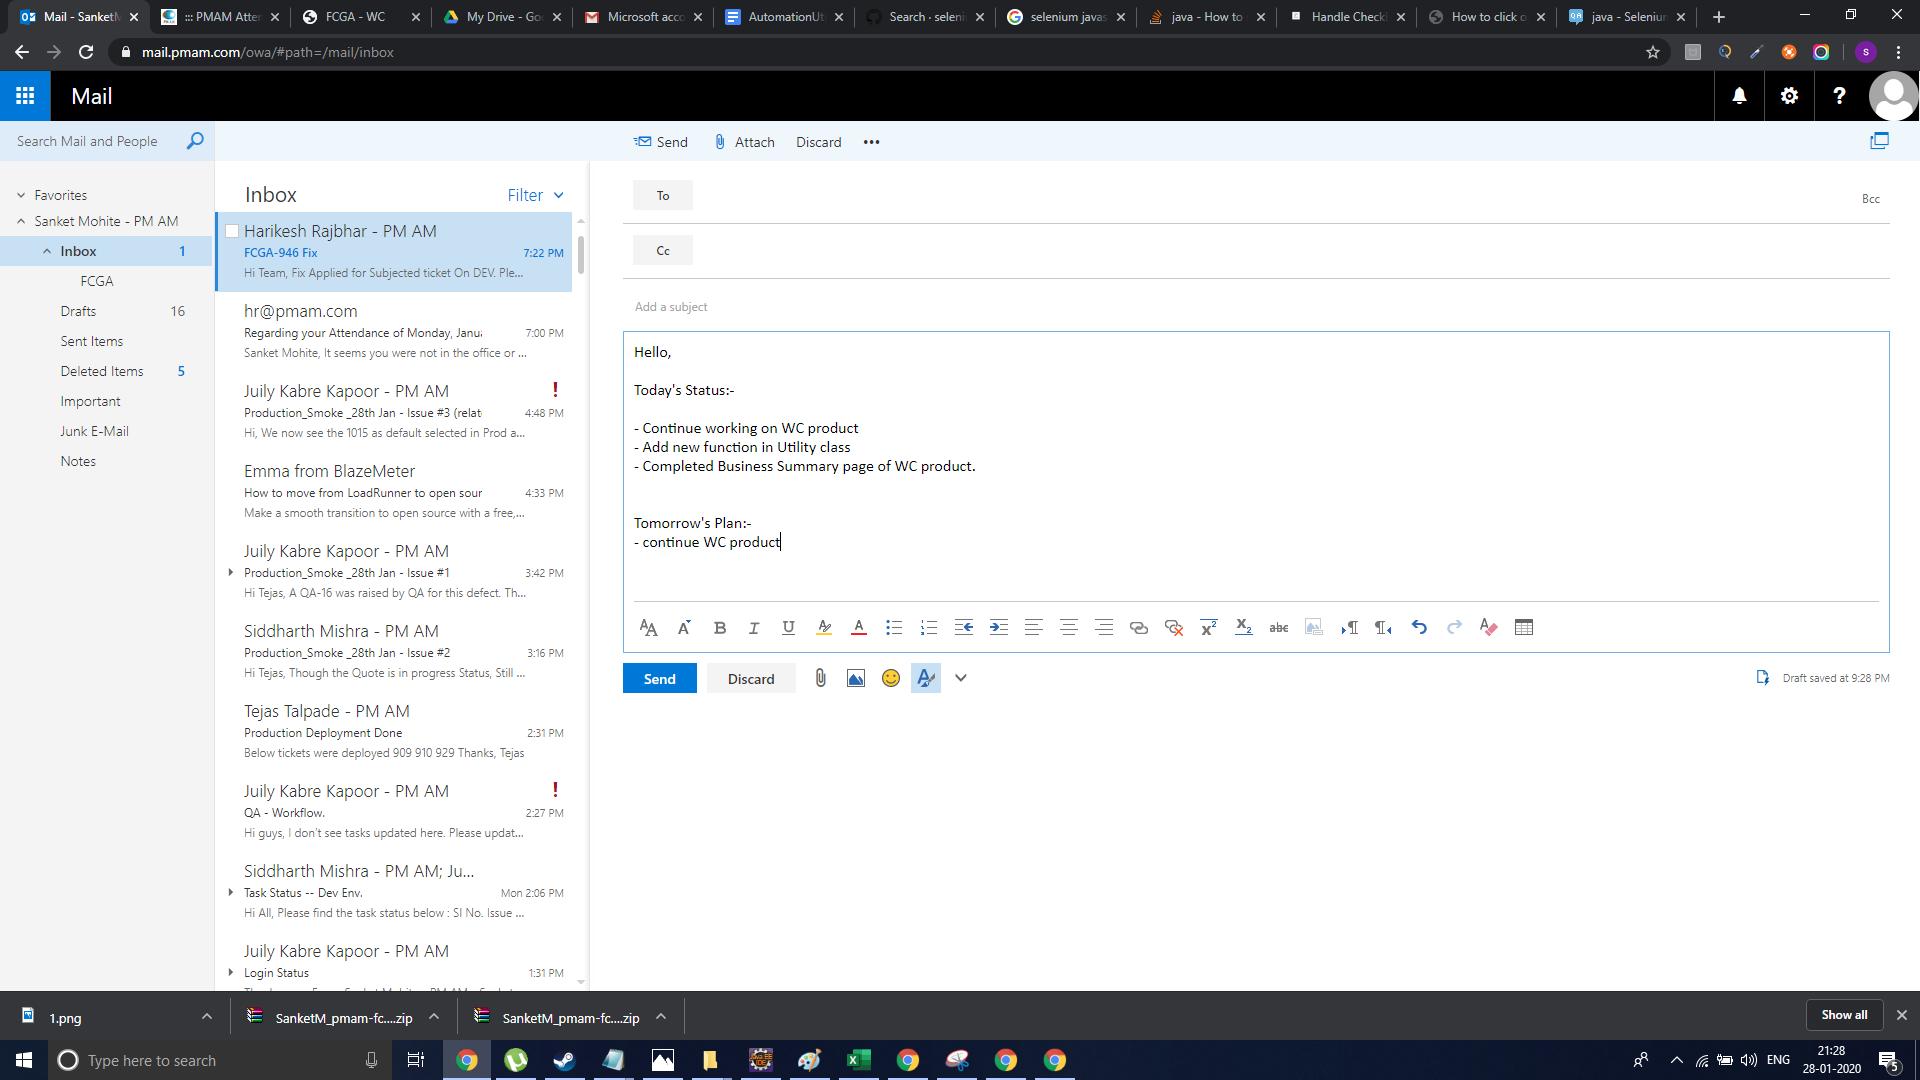 Mail - SanketM
::: PMAM Atten
FCGA - WC
My Drive - Goo
Microsoft acco
AutomationUt
Search · seleni
selenium javas
java - How to
Handle Check
How to click o
java - Selenium
mail.pmam.com/owa/#path=/mail/inbox
Mail
Search Mail and People
Send
Attach
Discard
Favorites
Sanket Mohite - PM AM
Inbox 1
FCGA
Drafts 16
Sent Items
Deleted Items 5
Important
Junk E-Mail
Notes
Inbox
Filter
Harikesh Rajbhar - PM AM
FCGA-946 Fix 7:22 PM
Hi Team, Fix Applied for Subjected ticket On DEV. Ple...
hr@pmam.com
Regarding your Attendance of Monday, Janua 7:00 PM
Sanket Mohite, It seems you were not in the office or ...
Juily Kabre Kapoor - PM AM
Production_Smoke _28th Jan - Issue #3 (relat 4:48 PM
Hi, We now see the 1015 as default selected in Prod a...
Emma from BlazeMeter
How to move from LoadRunner to open sour 4:33 PM
Make a smooth transition to open source with a free,...
Juily Kabre Kapoor - PM AM
Production_Smoke _28th Jan - Issue #1 3:42 PM
Hi Tejas, A QA-16 was raised by QA for this defect. Th...
Siddharth Mishra - PM AM
Production_Smoke _28th Jan - Issue #2 3:16 PM
Hi Tejas, Though the Quote is in progress Status, Still ...
Tejas Talpade - PM AM
Production Deployment Done 2:31 PM
Below tickets were deployed 909 910 929 Thanks, Tejas
Juily Kabre Kapoor - PM AM
QA - Workflow. 2:27 PM
Hi guys, I don't see tasks updated here. Please updat...
Siddharth Mishra - PM AM; Ju...
Task Status -- Dev Env. Mon 2:06 PM
Hi All, Please find the task status below : SI No. Issue ...
Juily Kabre Kapoor - PM AM
Login Status 1:31 PM
To
Bcc
Cc
Add a subject
Hello,
Today's Status:-
- Continue working on WC product
- Add new function in Utility class
- Completed Business Summary page of WC product.
Tomorrow's Plan:-
- continue WC product
Send
Discard
Draft saved at 9:28 PM
1.png
SanketM_pmam-fc....zip
SanketM_pmam-fc....zip
Show all
Type here to search
ENG
21:28
28-01-2020
5